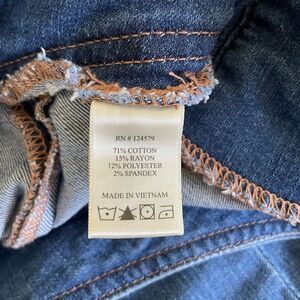 RN # 124579
71% COTTON
15% RAYON
12% POLYESTER
2% SPANDEX
MADE IN VIETNAM